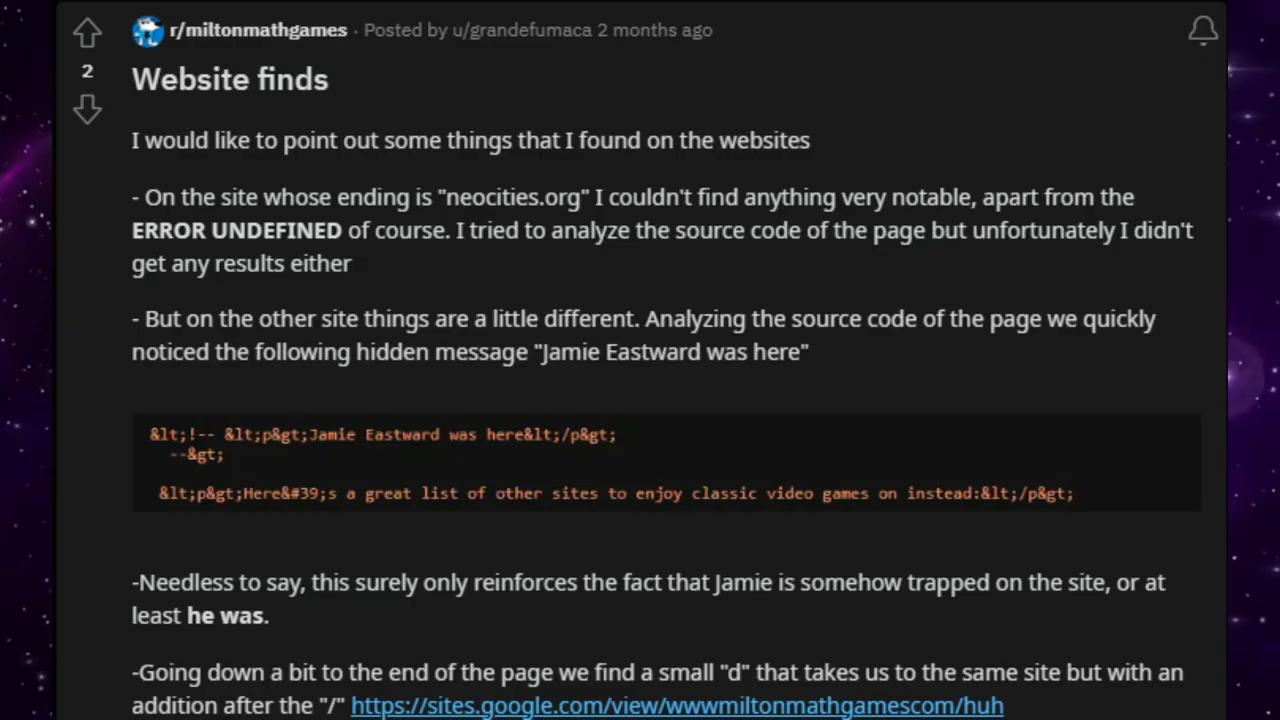 r/miltonmathgames · Posted by u/grandefumaca 2 months ago
2
Website finds
I would like to point out some things that I found on the websites
- On the site whose ending is "neocities.org" I couldn't find anything very notable, apart from the
ERROR UNDEFINED of course. I tried to analyze the source code of the page but unfortunately I didn't
get any results either
- But on the other site things are a little different. Analyzing the source code of the page we quickly
noticed the following hidden message "Jamie Eastward was here"
&lt;!-- &lt;p&gt;Jamie Eastward was here&lt;/p&gt;
--&gt;
&lt;p&gt;Here&#39;s a great list of other sites to enjoy classic video games on instead:&lt;/p&gt;
-Needless to say, this surely only reinforces the fact that Jamie is somehow trapped on the site, or at
least he was.
-Going down a bit to the end of the page we find a small "d" that takes us to the same site but with an
addition after the "/" https://sites.google.com/view/wwwmiltonmathgamescom/huh